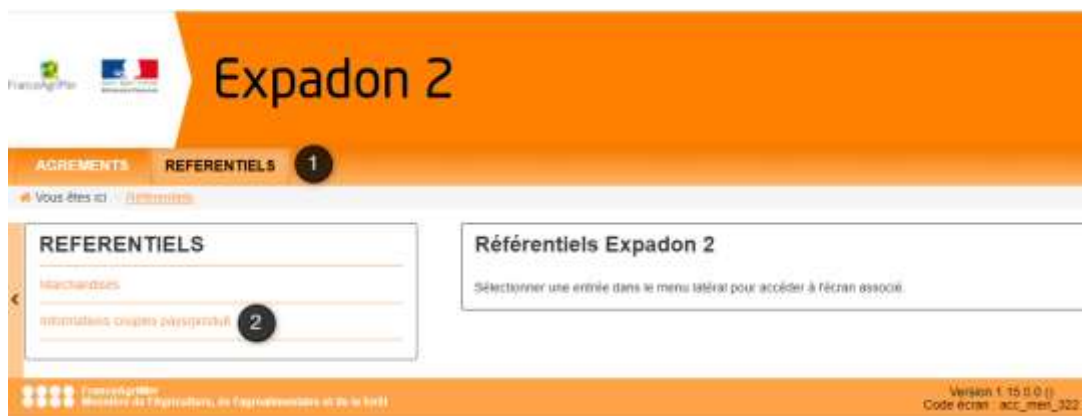 FranceAgriMer
Expadon 2
AGREMENTS REFERENTIELS 1
Vous êtes ici Référentiels
REFERENTIELS
Marchandises
Informations couples pays/produit 2
Référentiels Expadon 2
Sélectionner une entrée dans le menu latéral pour accéder à l'écran associé.
FranceAgriMer
Ministère de l'Agriculture, de l'agroalimentaire et de la forêt
Version 1.15.0.0 ()
Code écran : acc_men_322